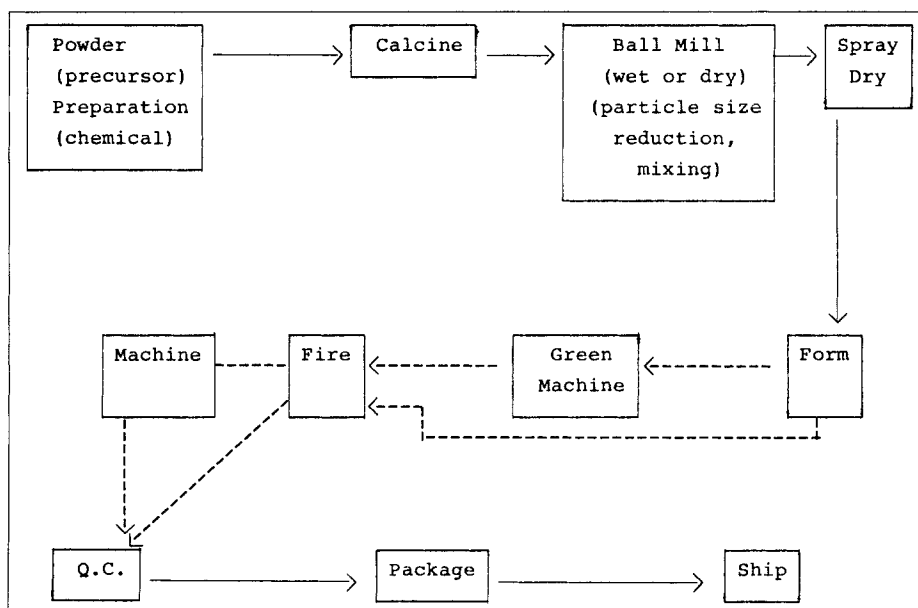 Powder
(precursor)
Preparation
(chemical)
Calcine
Ball Mill
(wet or dry)
(particle size
reduction,
mixing)
Spray
Dry
Machine
Fire
Green
Machine
Form
Q.C.
Package
Ship